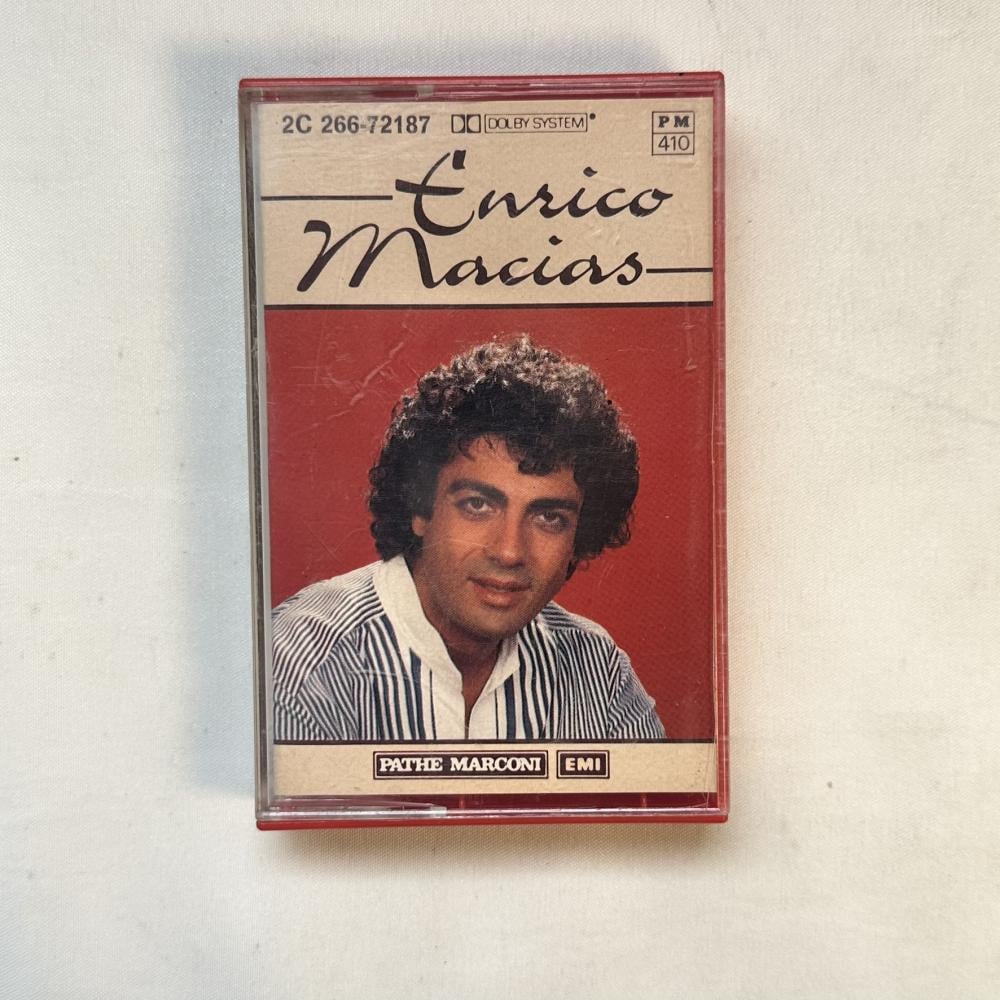 2C 266-72187 DOLBY SYSTEM PM
410
Enrico
Macias
PATHE MARCONI EMI